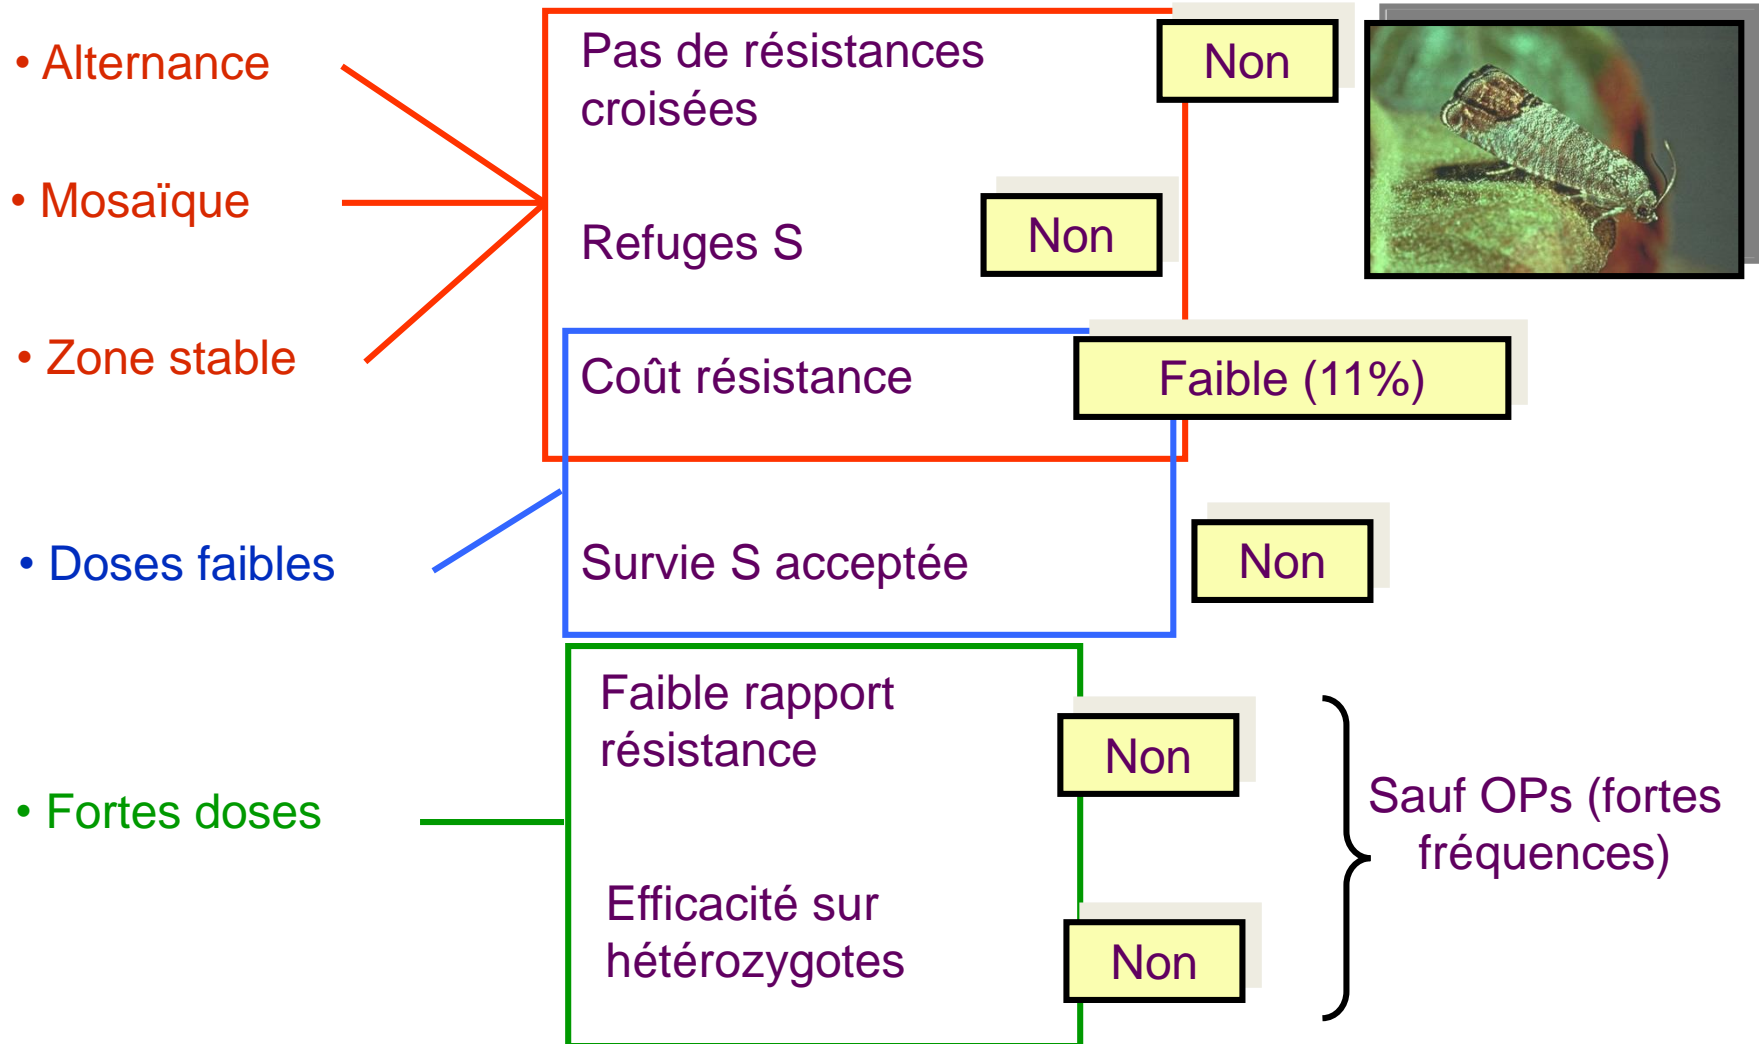 • Alternance
• Mosaïque
• Zone stable
• Doses faibles
• Fortes doses
Pas de résistances
croisées
Non
Refuges S
Non
Coût résistance
Faible (11%)
Survie S acceptée
Non
Faible rapport
résistance
Non
Efficacité sur
hétérozygotes
Non
Sauf OPs (fortes
fréquences)